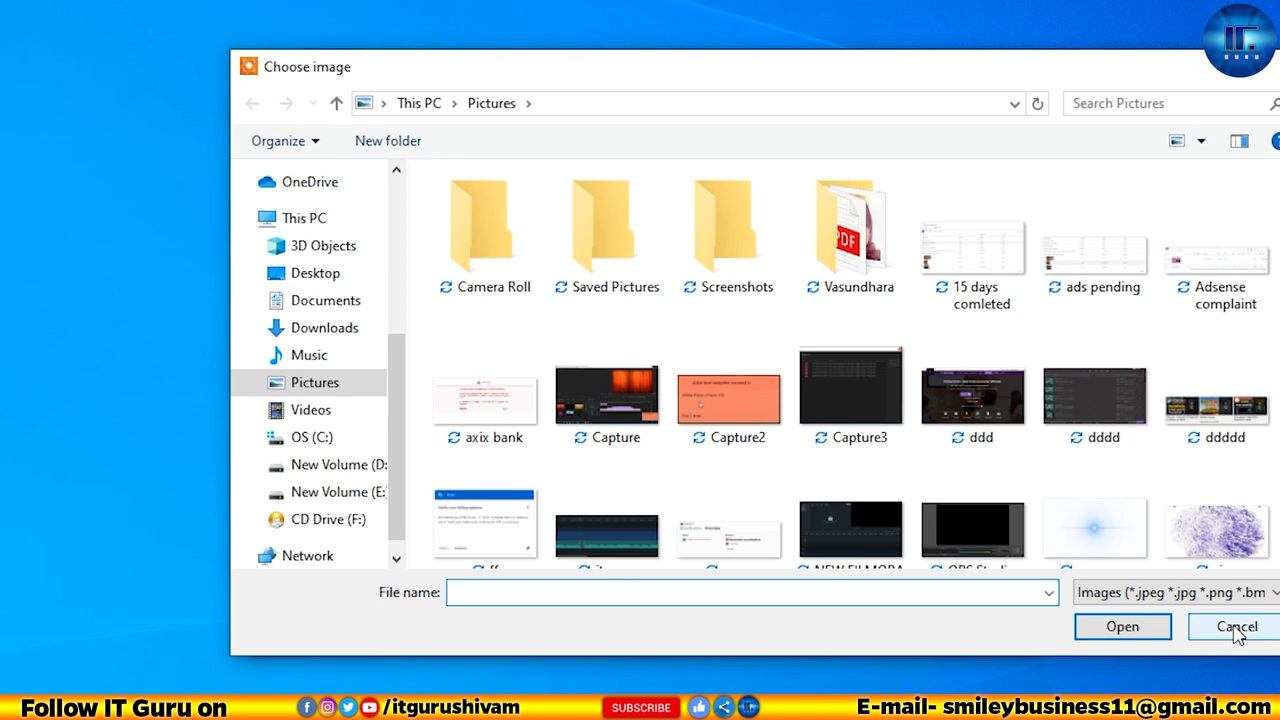 Choose image
IT.
GURU
This PC
Pictures
Search Pictures
Organize
New folder
OneDrive
This PC
3D Objects
Desktop
Documents
Downloads
Music
Pictures
Videos
OS (C:)
New Volume (D:
New Volume (E:
CD Drive (F:)
Network
PDF
Camera Roll
Saved Pictures
Screenshots
Vasundhara
15 days
comleted
ads pending
Adsense
complaint
axix bank
Capture
Capture2
Capture3
ddd
dddd
ddddd
File name:
Images (*.jpeg *.jpg *.png *.bm
Open
Cancel
Follow IT Guru on
/itgurushivam
SUBSCRIBE
E-mail- smileybusiness11@gmail.com